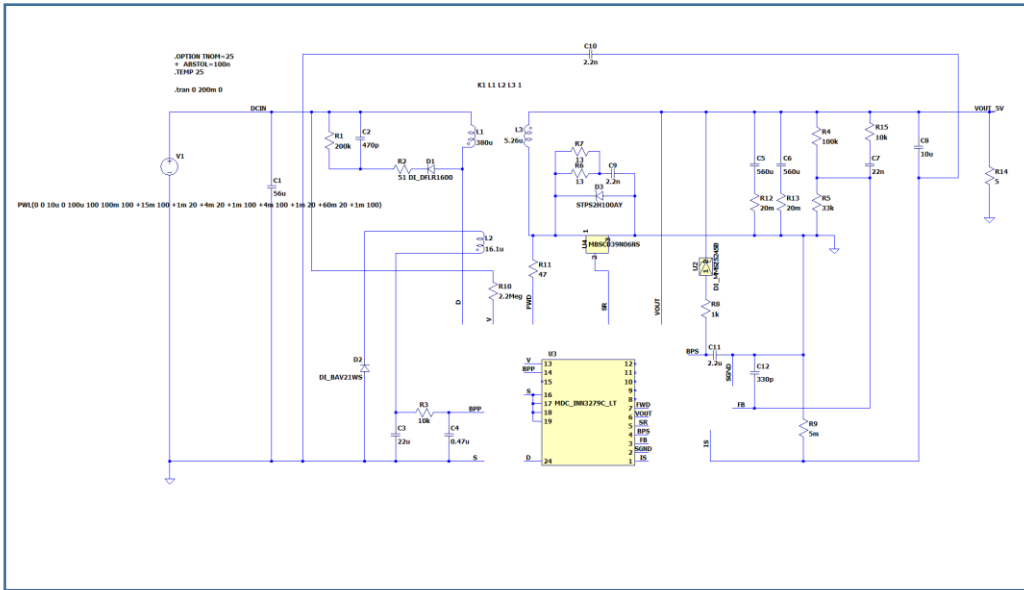 .OPTION TNOM=25
+ ABSTOL=100n
.TEMP 25
.tran 0 200m 0
C10
2.2n
K1 L1 L2 L3 1
DCIN
VOUT_5V
R1
200k
C2
470p
L1
380u
L3
5.26u
R2
51
D1
DI_DFLR1600
R7
13
R6
13
C9
2.2n
D3
STPS2H100AY
C5
560u
C6
560u
R4
100k
R15
10k
C8
10u
C7
22n
R14
5
V1
C1
56u
R12
20m
R13
20m
R5
33k
PWL(0 0 10u 0 100u 100 100m 100 +15m 100 +1m 20 +4m 20 +1m 100 +4m 100 +1m 20 +60m 20 +1m 100)
L2
16.1u
U4
1
2
3
MBSC039N06NS
R11
47
R10
2.2Meg
D
V
FWD
SR
VOUT
U2
R8
1k
BPS
C11
2.2u
SGND
C12
330p
FB
R9
5m
IS
D2
DI_BAV21WS
R3
10k
BPP
C3
22u
C4
0.47u
S
U3
MDC_INN3279C_LT
V
13
BPP
14
15
S
16
17
18
19
D
24
12
11
10
9
8
7
FWD
6
VOUT
5
SR
4
BPS
3
FB
2
SGND
1
IS